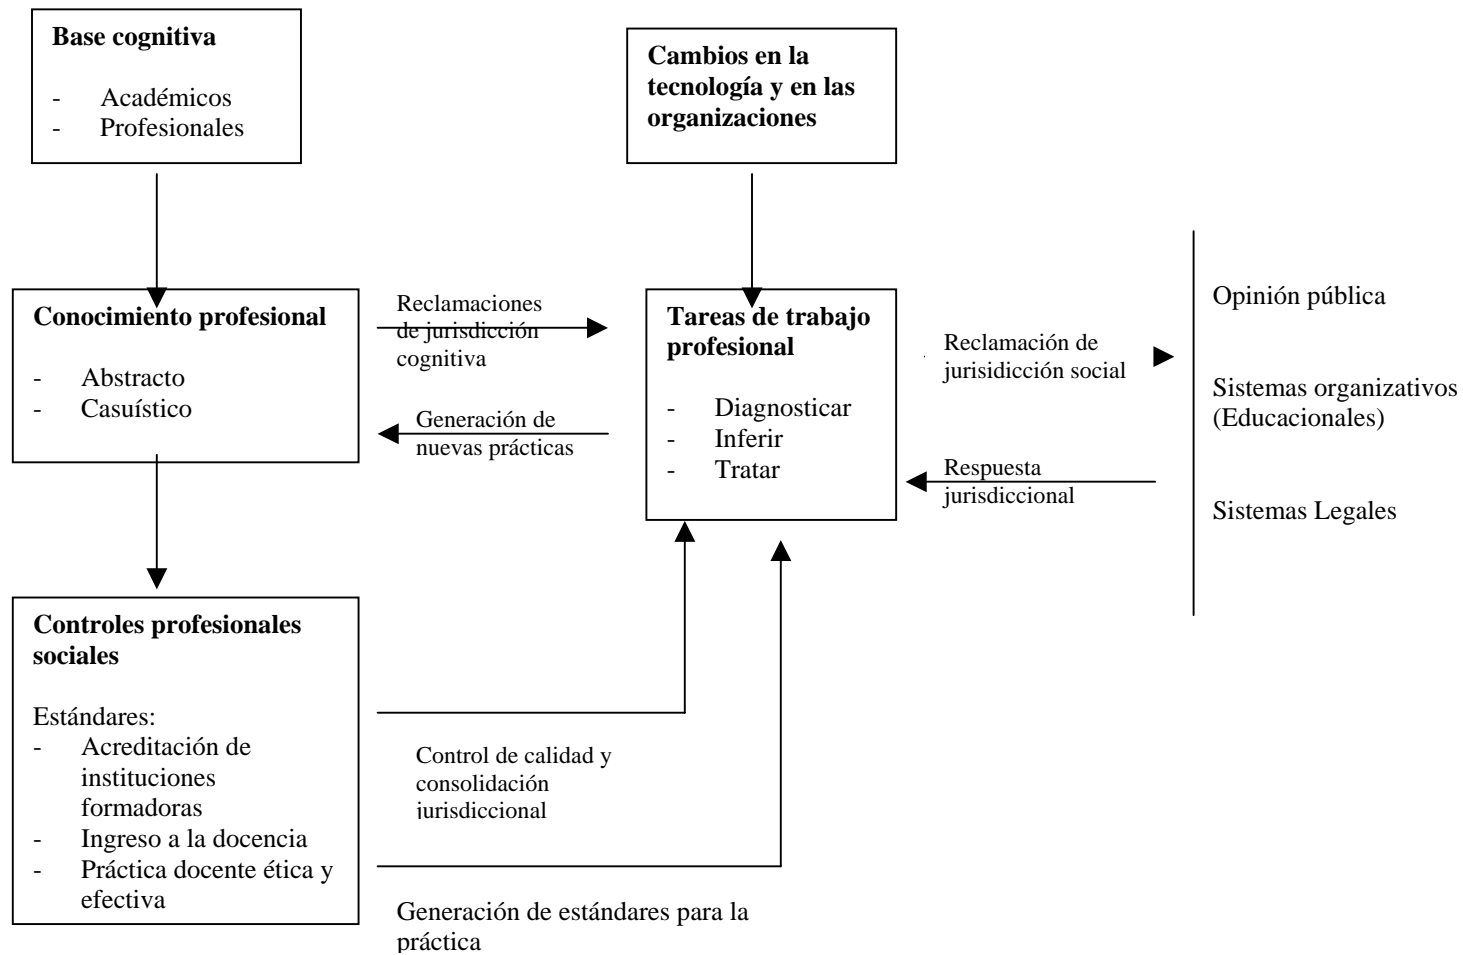 Base cognitiva
- Académicos
- Profesionales
Cambios en la
tecnología y en las
organizaciones
Conocimiento profesional
- Abstracto
- Casuístico
Reclamaciones
de jurisdicción
cognitiva
Generación de
nuevas prácticas
Tareas de trabajo
profesional
- Diagnosticar
- Inferir
- Tratar
Reclamación de
jurisidicción social
Respuesta
jurisdiccional
Opinión pública
Sistemas organizativos
(Educacionales)
Sistemas Legales
Controles profesionales
sociales
Estándares:
- Acreditación de
instituciones
formadoras
- Ingreso a la docencia
- Práctica docente ética y
efectiva
Control de calidad y
consolidación
jurisdiccional
Generación de estándares para la
práctica